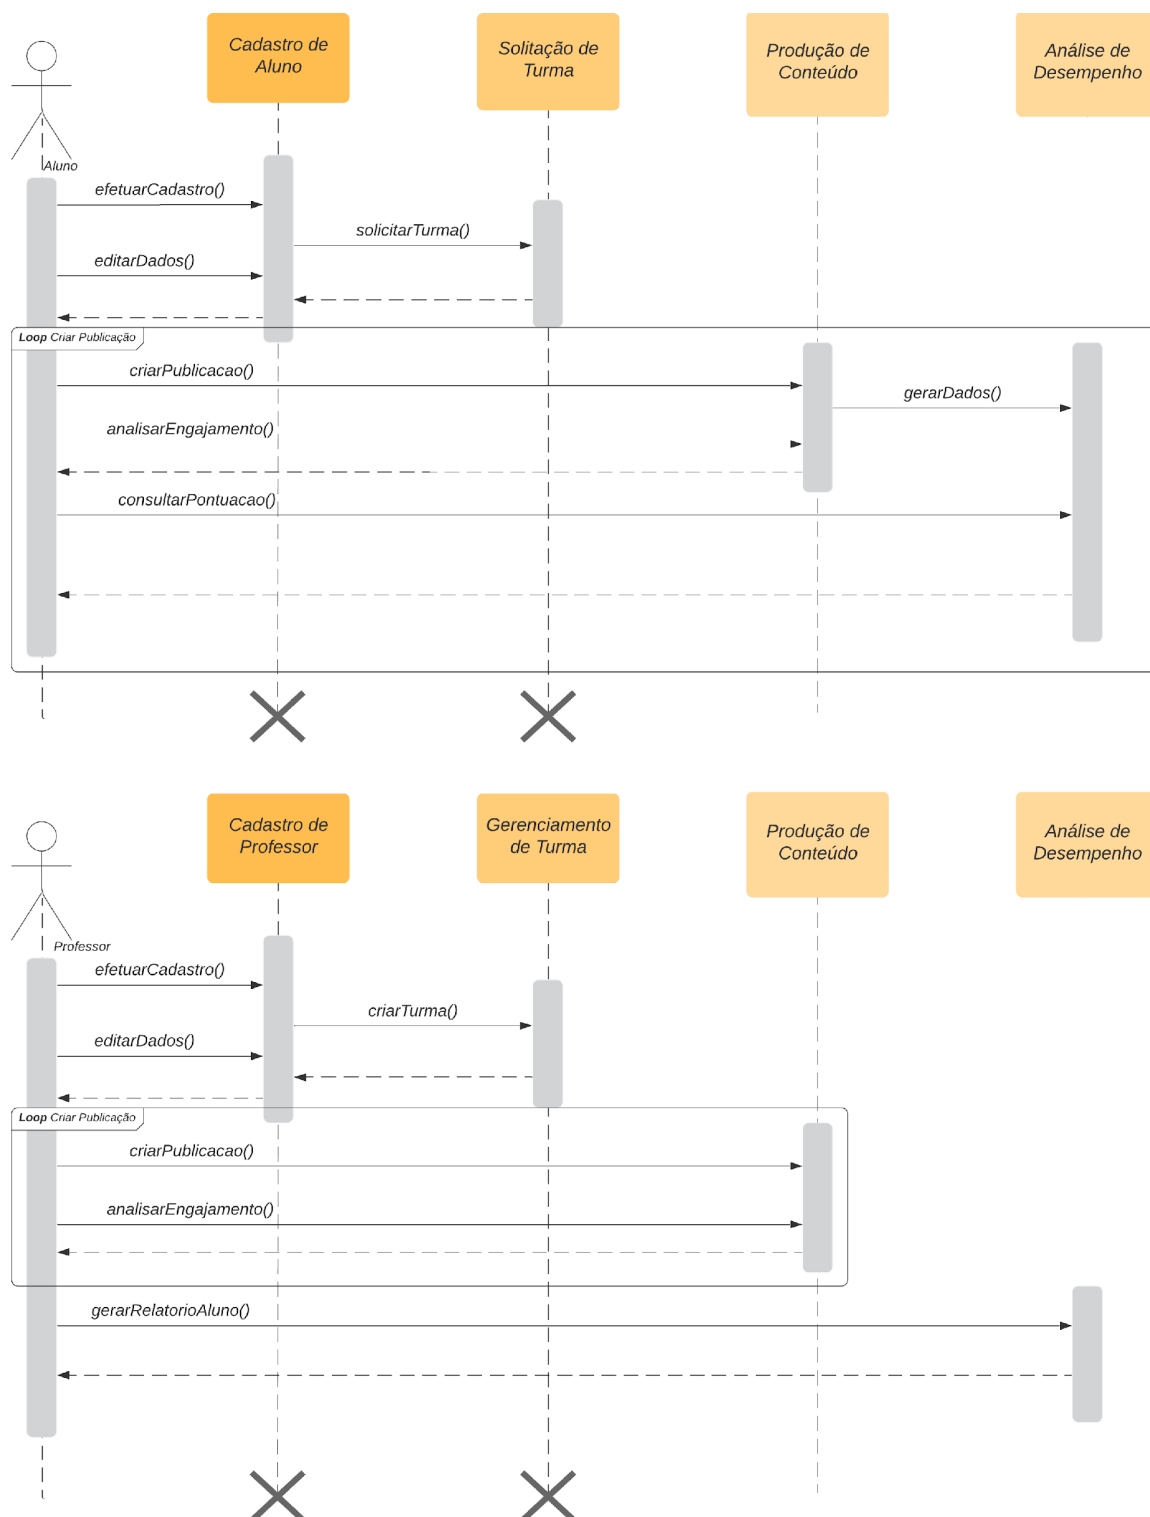 Cadastro de
Aluno
Solitação de
Turma
Produção de
Conteúdo
Análise de
Desempenho
Aluno
efetuarCadastro()
solicitarTurma()
editarDados()
Loop Criar Publicação
criarPublicacao()
gerarDados()
analisarEngajamento()
consultarPontuacao()
Cadastro de
Professor
Gerenciamento
de Turma
Produção de
Conteúdo
Análise de
Desempenho
Professor
efetuarCadastro()
criarTurma()
editarDados()
Loop Criar Publicação
criarPublicacao()
analisarEngajamento()
gerarRelatorioAluno()